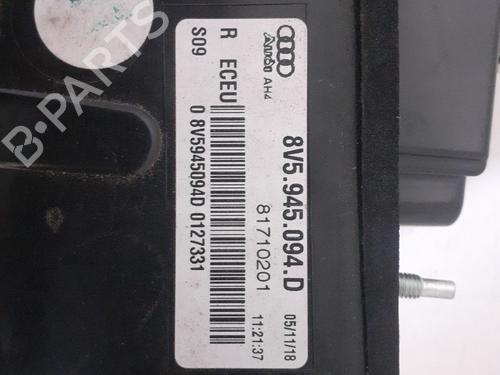 Audi AH4
8V5.945.094.D
81710201
05/11/18
11:21:37
R ECEU
S09
0 8V5945094D 0127331
B-PARTS